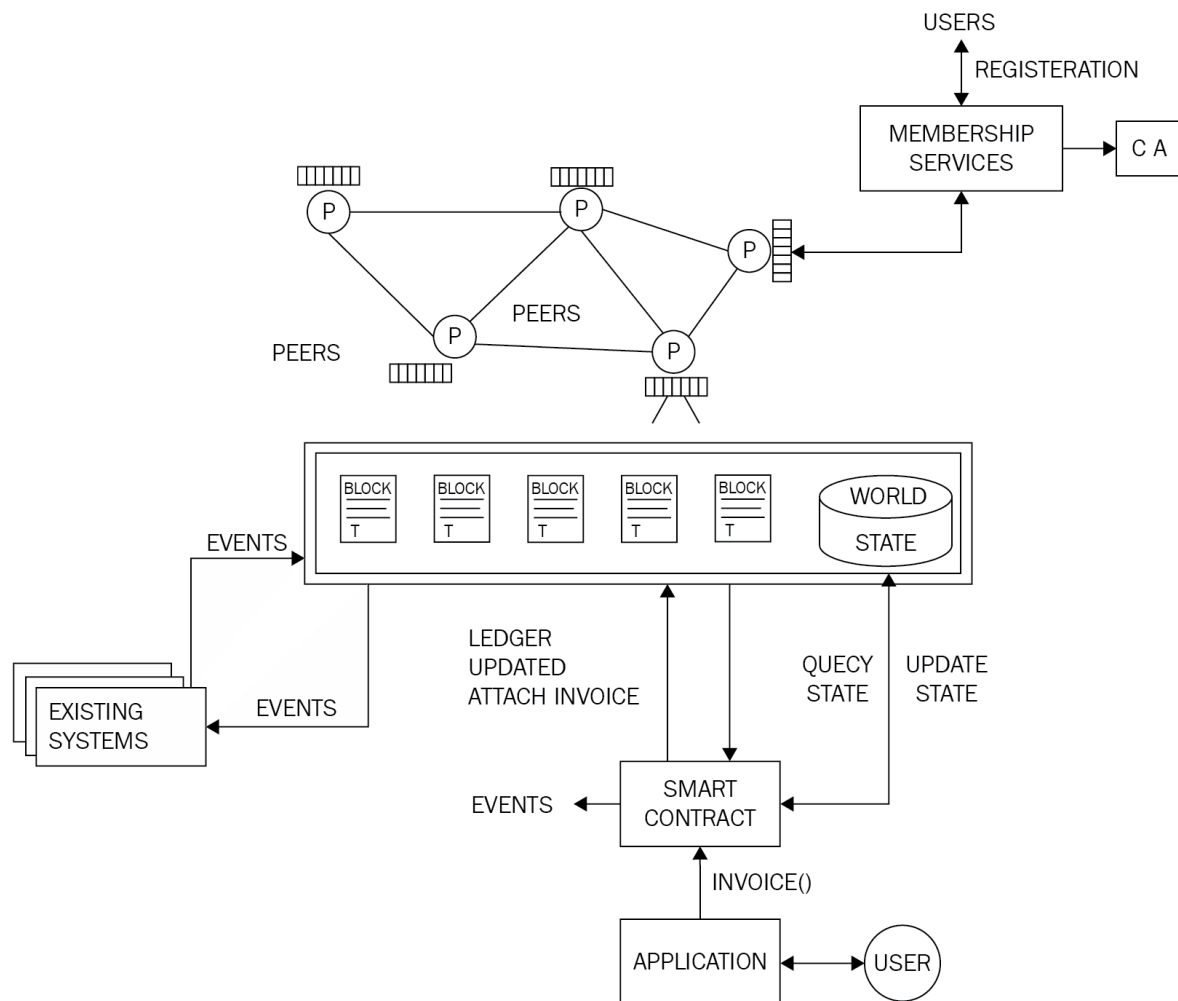 USERS
REGISTERATION
MEMBERSHIP
SERVICES
C A
P
P
P
P
P
PEERS
PEERS
BLOCK
T
BLOCK
T
BLOCK
T
BLOCK
T
BLOCK
T
WORLD
STATE
EVENTS
EVENTS
EXISTING
SYSTEMS
LEDGER
UPDATED
ATTACH INVOICE
QUECY
STATE
UPDATE
STATE
SMART
CONTRACT
EVENTS
INVOICE()
APPLICATION
USER